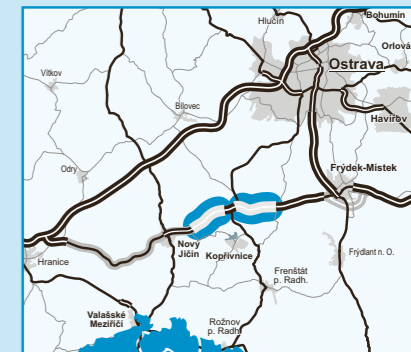 Bohumín
Hlučín
Orlová
Ostrava
Vítkov
Bílovec
Havířov
Odry
Frýdek-Místek
Nový
Jičín
Kopřivnice
Hranice
Frýdlant n. O.
Frenštát
p. Radh.
Valašské
Meziříčí
Rožnov
p. Radh.